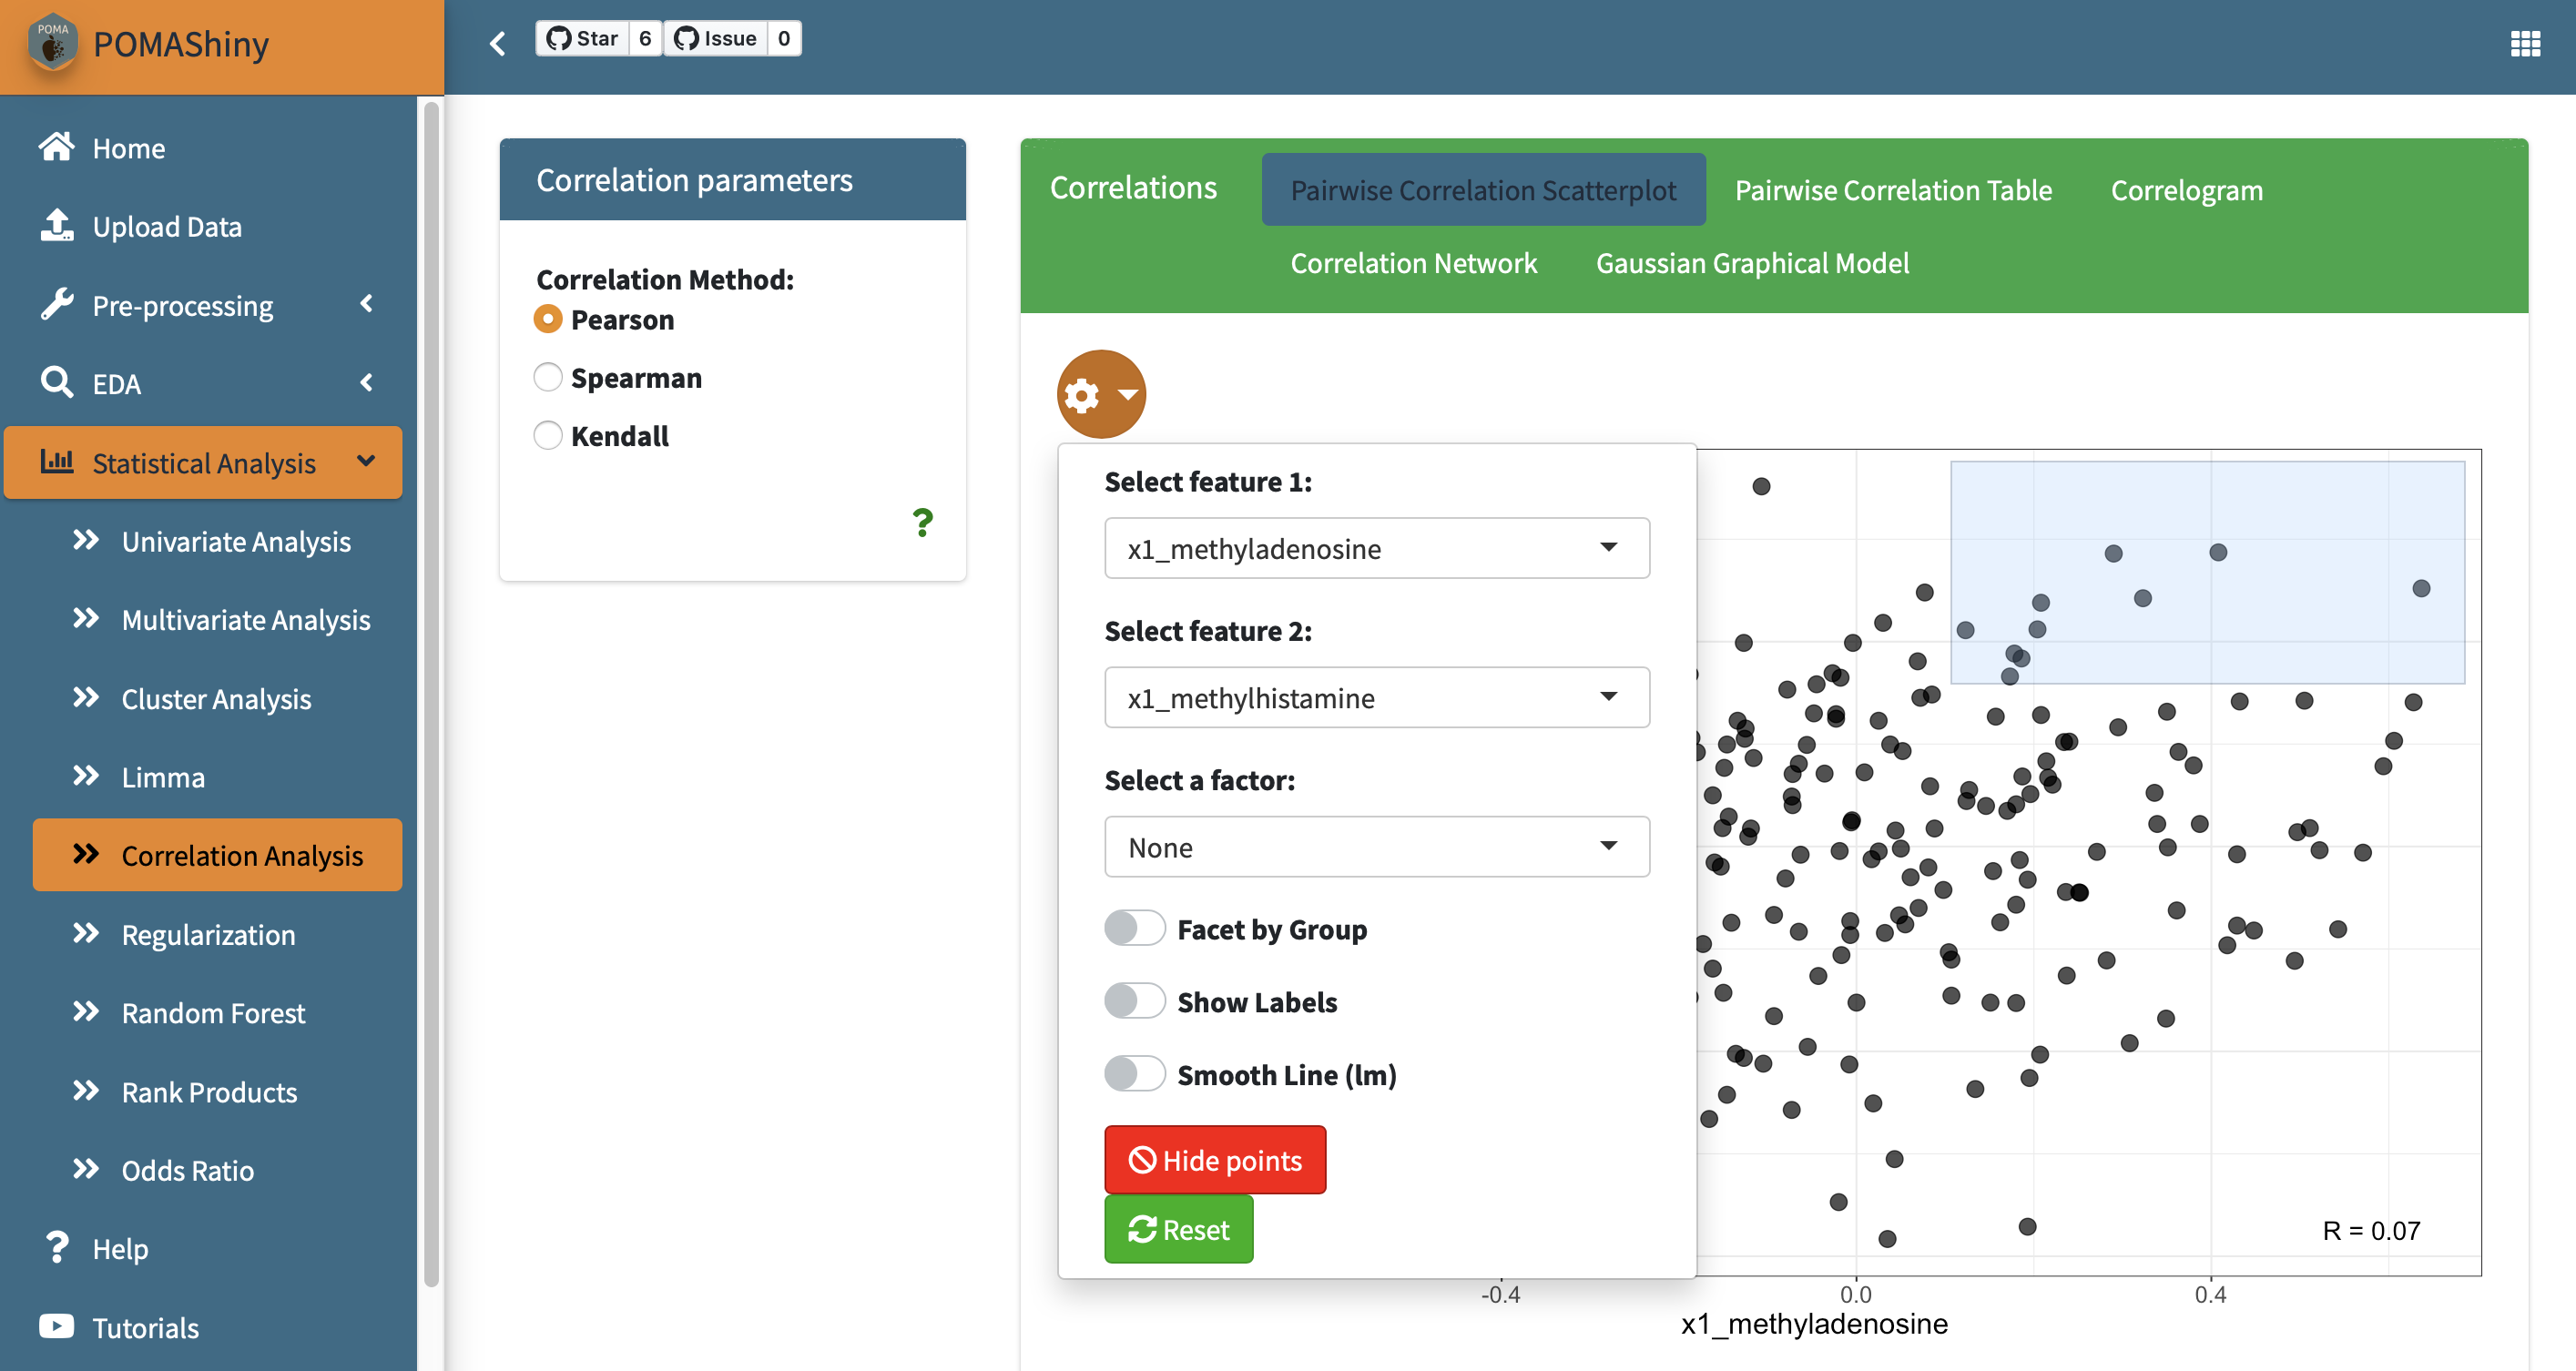 POMA
POMAShiny
Star 6 Issue 0
Home
Upload Data
Pre-processing
EDA
Statistical Analysis
Univariate Analysis
Multivariate Analysis
Cluster Analysis
Limma
Correlation Analysis
Regularization
Random Forest
Rank Products
Odds Ratio
Help
Tutorials
Correlation parameters
Correlation Method:
Pearson
Spearman
Kendall
?
Correlations
Pairwise Correlation Scatterplot
Pairwise Correlation Table
Correlogram
Correlation Network
Gaussian Graphical Model
Select feature 1:
x1_methyladenosine
Select feature 2:
x1_methylhistamine
Select a factor:
None
Facet by Group
Show Labels
Smooth Line (lm)
Hide points
Reset
R = 0.07
-0.4 0.0 0.4
x1_methyladenosine